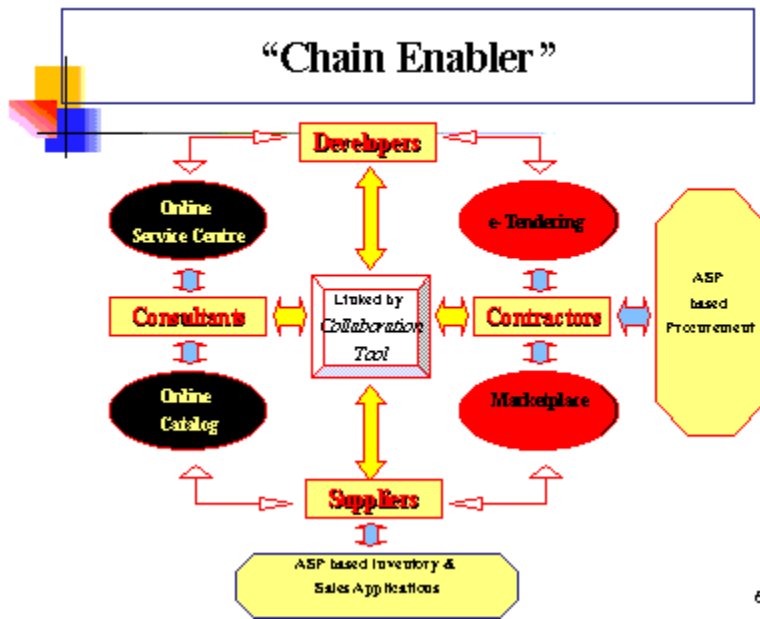 “Chain Enabler”
Developers
Online
Service Centre
e-Tendering
ASP
based
Procurement
Linked by
Collaboration
Tool
Consultants
Contractors
Online
Catalog
Marketplace
Suppliers
ASP based Inventory &
Sales Applications
6